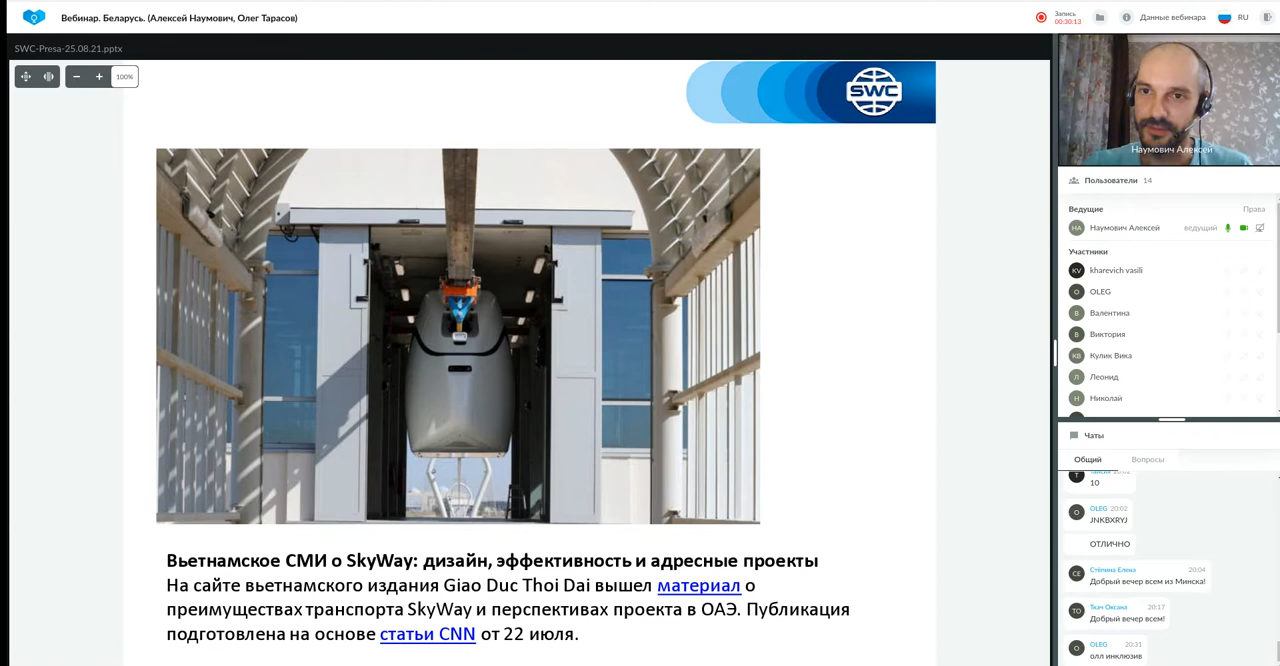 Вебинар. Беларусь. (Алексей Наумович, Олег Тарасов)
Запись
00:30:13
Данные вебинара
RU
SWC-Presa-25.08.21.pptx
100%
SWC
Вьетнамское СМИ о SkyWay: дизайн, эффективность и адресные проекты
На сайте вьетнамского издания Giao Duc Thoi Dai вышел материал о
преимуществах транспорта SkyWay и перспективах проекта в ОАЭ. Публикация
подготовлена на основе статьи CNN от 22 июля.
Наумович Алексей
Пользователи 14
Ведущие Права
НА Наумович Алексей ведущий
Участники
KV kharevich vasili
O OLEG
В Валентина
В Виктория
КВ Кулик Вика
Л Леонид
Н Николай
Чаты
Общий Вопросы
10
O OLEG 20:02
JNKBXRYJ
ОТЛИЧНО
СЕ Стёпина Елена 20:04
Добрый вечер всем из Минска!
ТО Ткач Оксана 20:17
Добрый вечер всем!
O OLEG 20:31
олл инклюзив